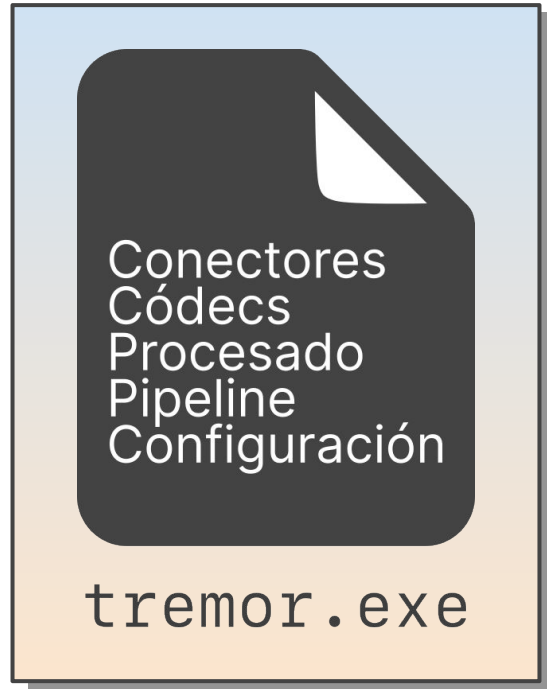 Conectores
Códecs
Procesado
Pipeline
Configuración
tremor.exe